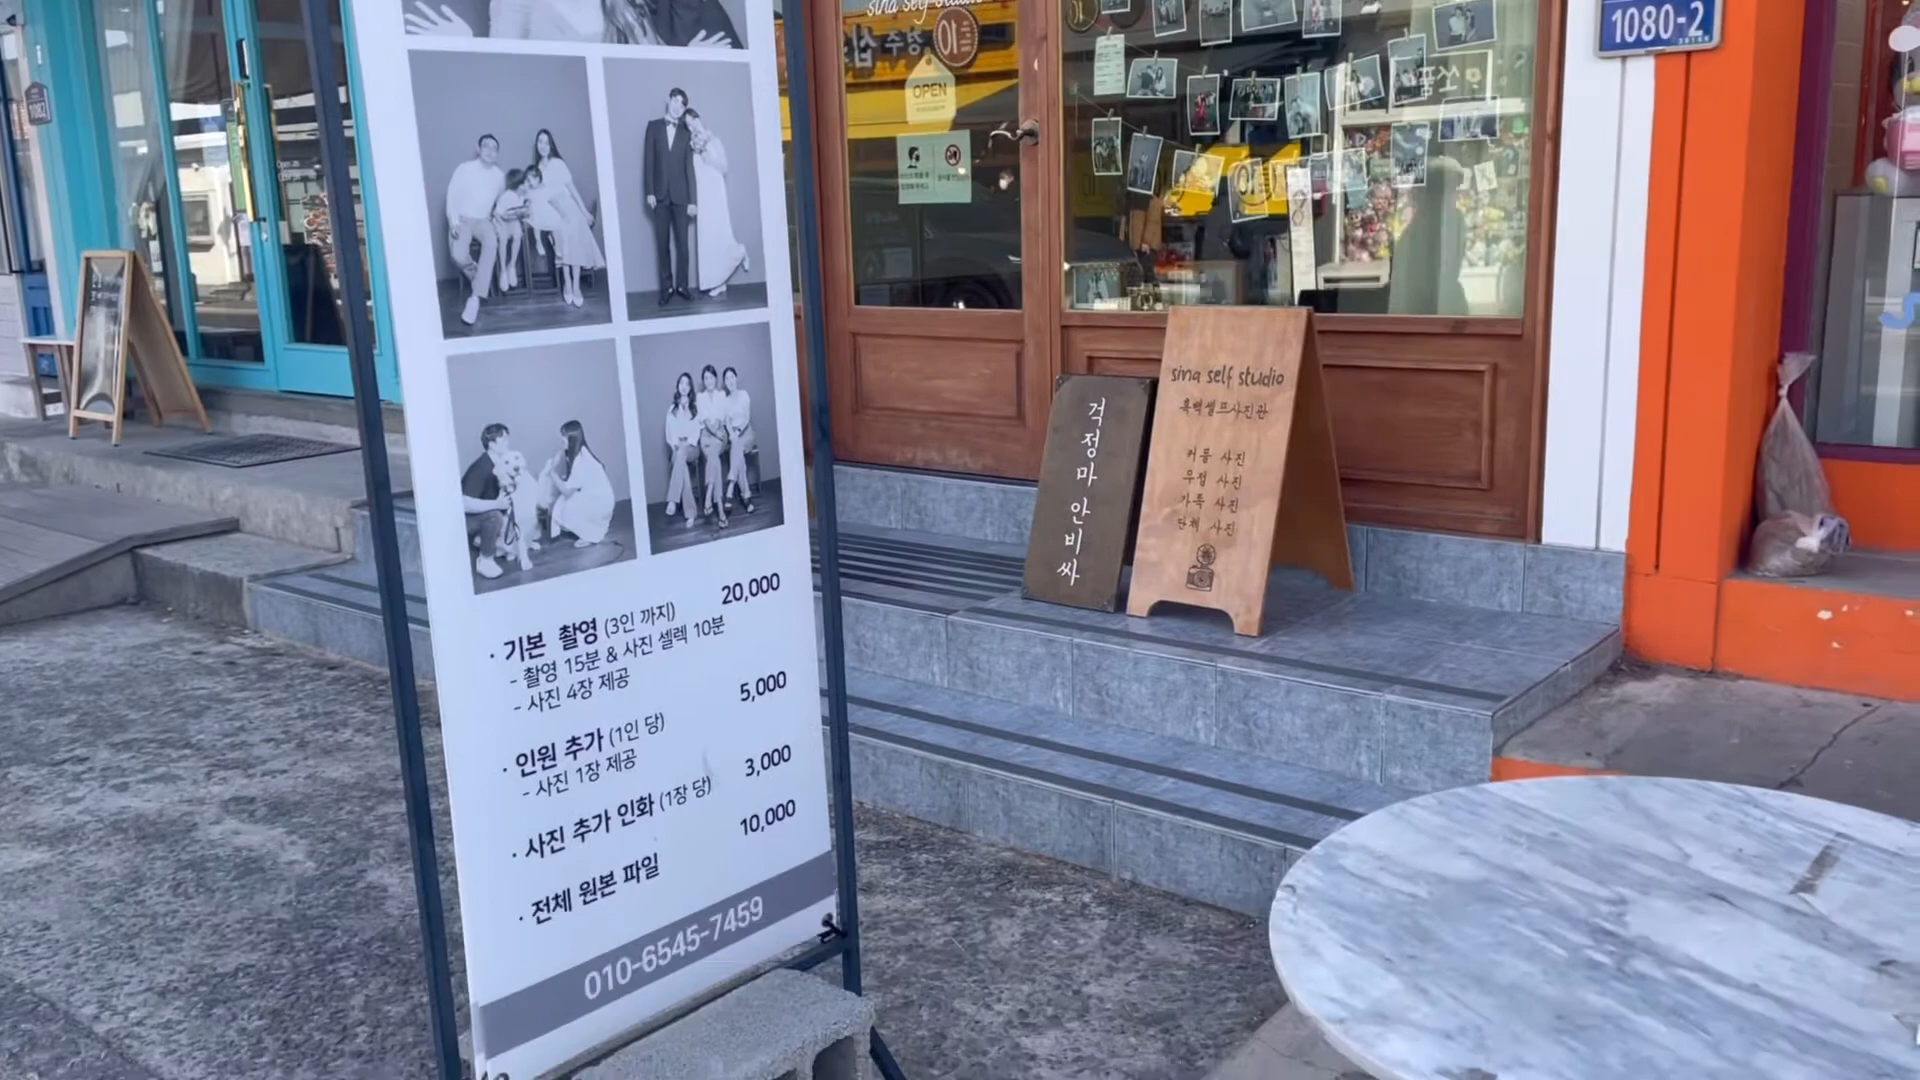 sina self studio
OPEN
1080-2
1087
20,000
· 기본 촬영 (3인 까지)
- 촬영 15분 & 사진 셀렉 10분
- 사진 4장 제공
5,000
· 인원 추가 (1인 당)
- 사진 1장 제공
3,000
· 사진 추가 인화 (1장 당)
10,000
· 전체 원본 파일
010-6545-7459
걱정마 안비싸
sina self studio
흑백셀프사진관
커플 사진
우정 사진
가족 사진
단체 사진